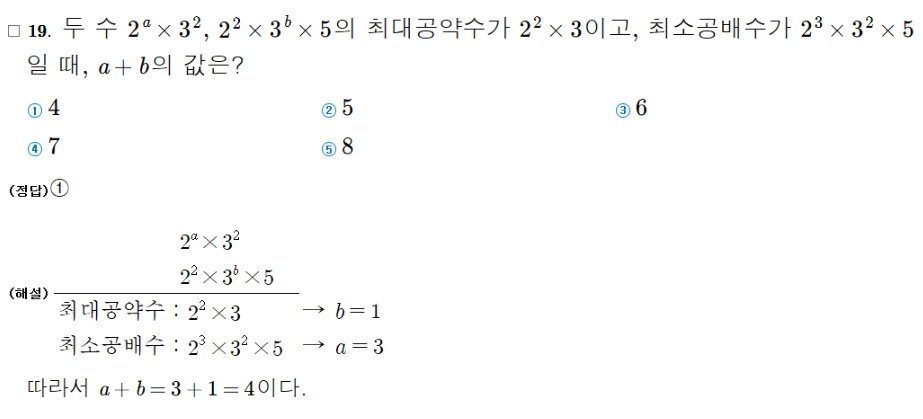 □ 19. 두 수 2^a × 3^2, 2^2 × 3^b × 5의 최대공약수가 2^2 × 3이고, 최소공배수가 2^3 × 3^2 × 5
일 때, a + b의 값은?
① 4 ② 5 ③ 6
④ 7 ⑤ 8
(정답)①
2^a × 3^2
2^2 × 3^b × 5
(해설)
최대공약수 : 2^2 × 3 → b = 1
최소공배수 : 2^3 × 3^2 × 5 → a = 3
따라서 a + b = 3 + 1 = 4이다.